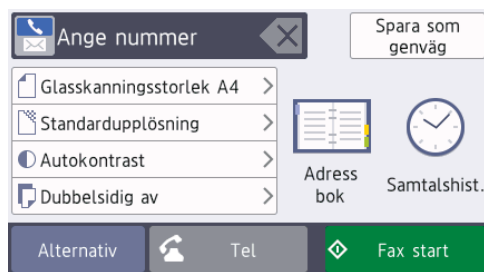 Ange nummer
Spara som
genväg
Glasskanningsstorlek A4
Standardupplösning
Autokontrast
Dubbelsidig av
Adress
bok
Samtalshist.
Alternativ
Tel
Fax start